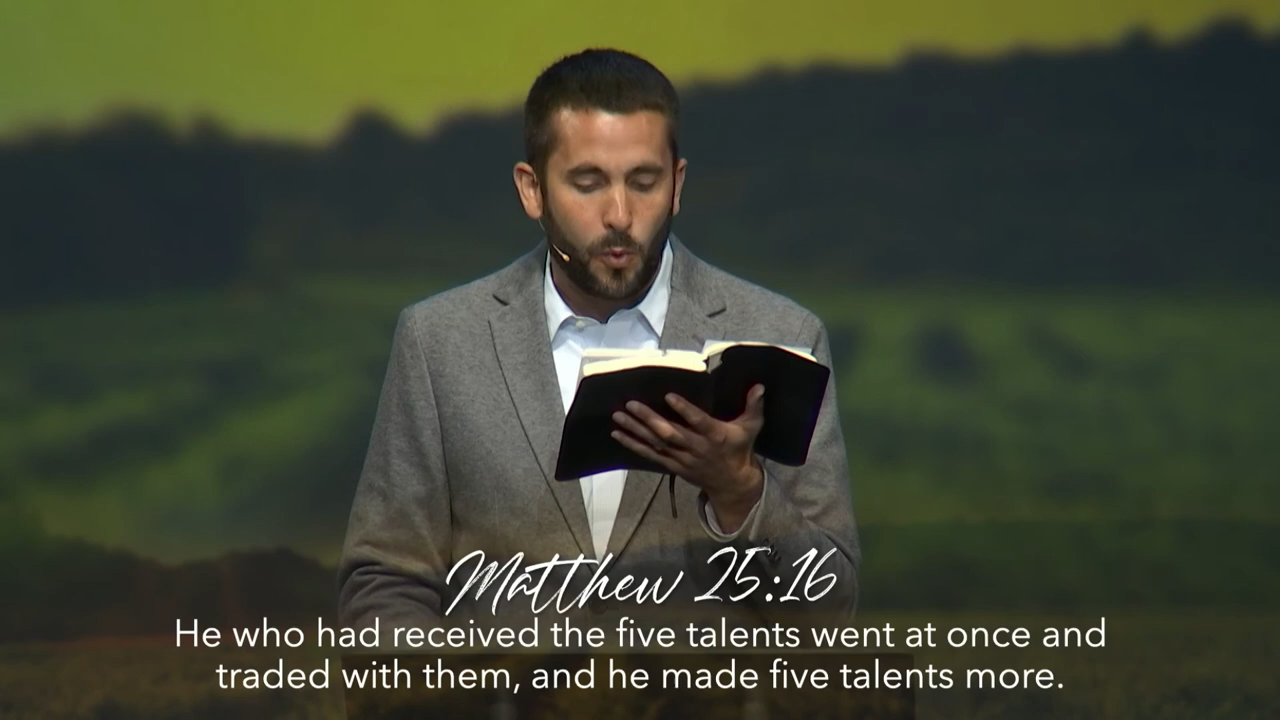 Matthew 25:16
He who had received the five talents went at once and
traded with them, and he made five talents more.